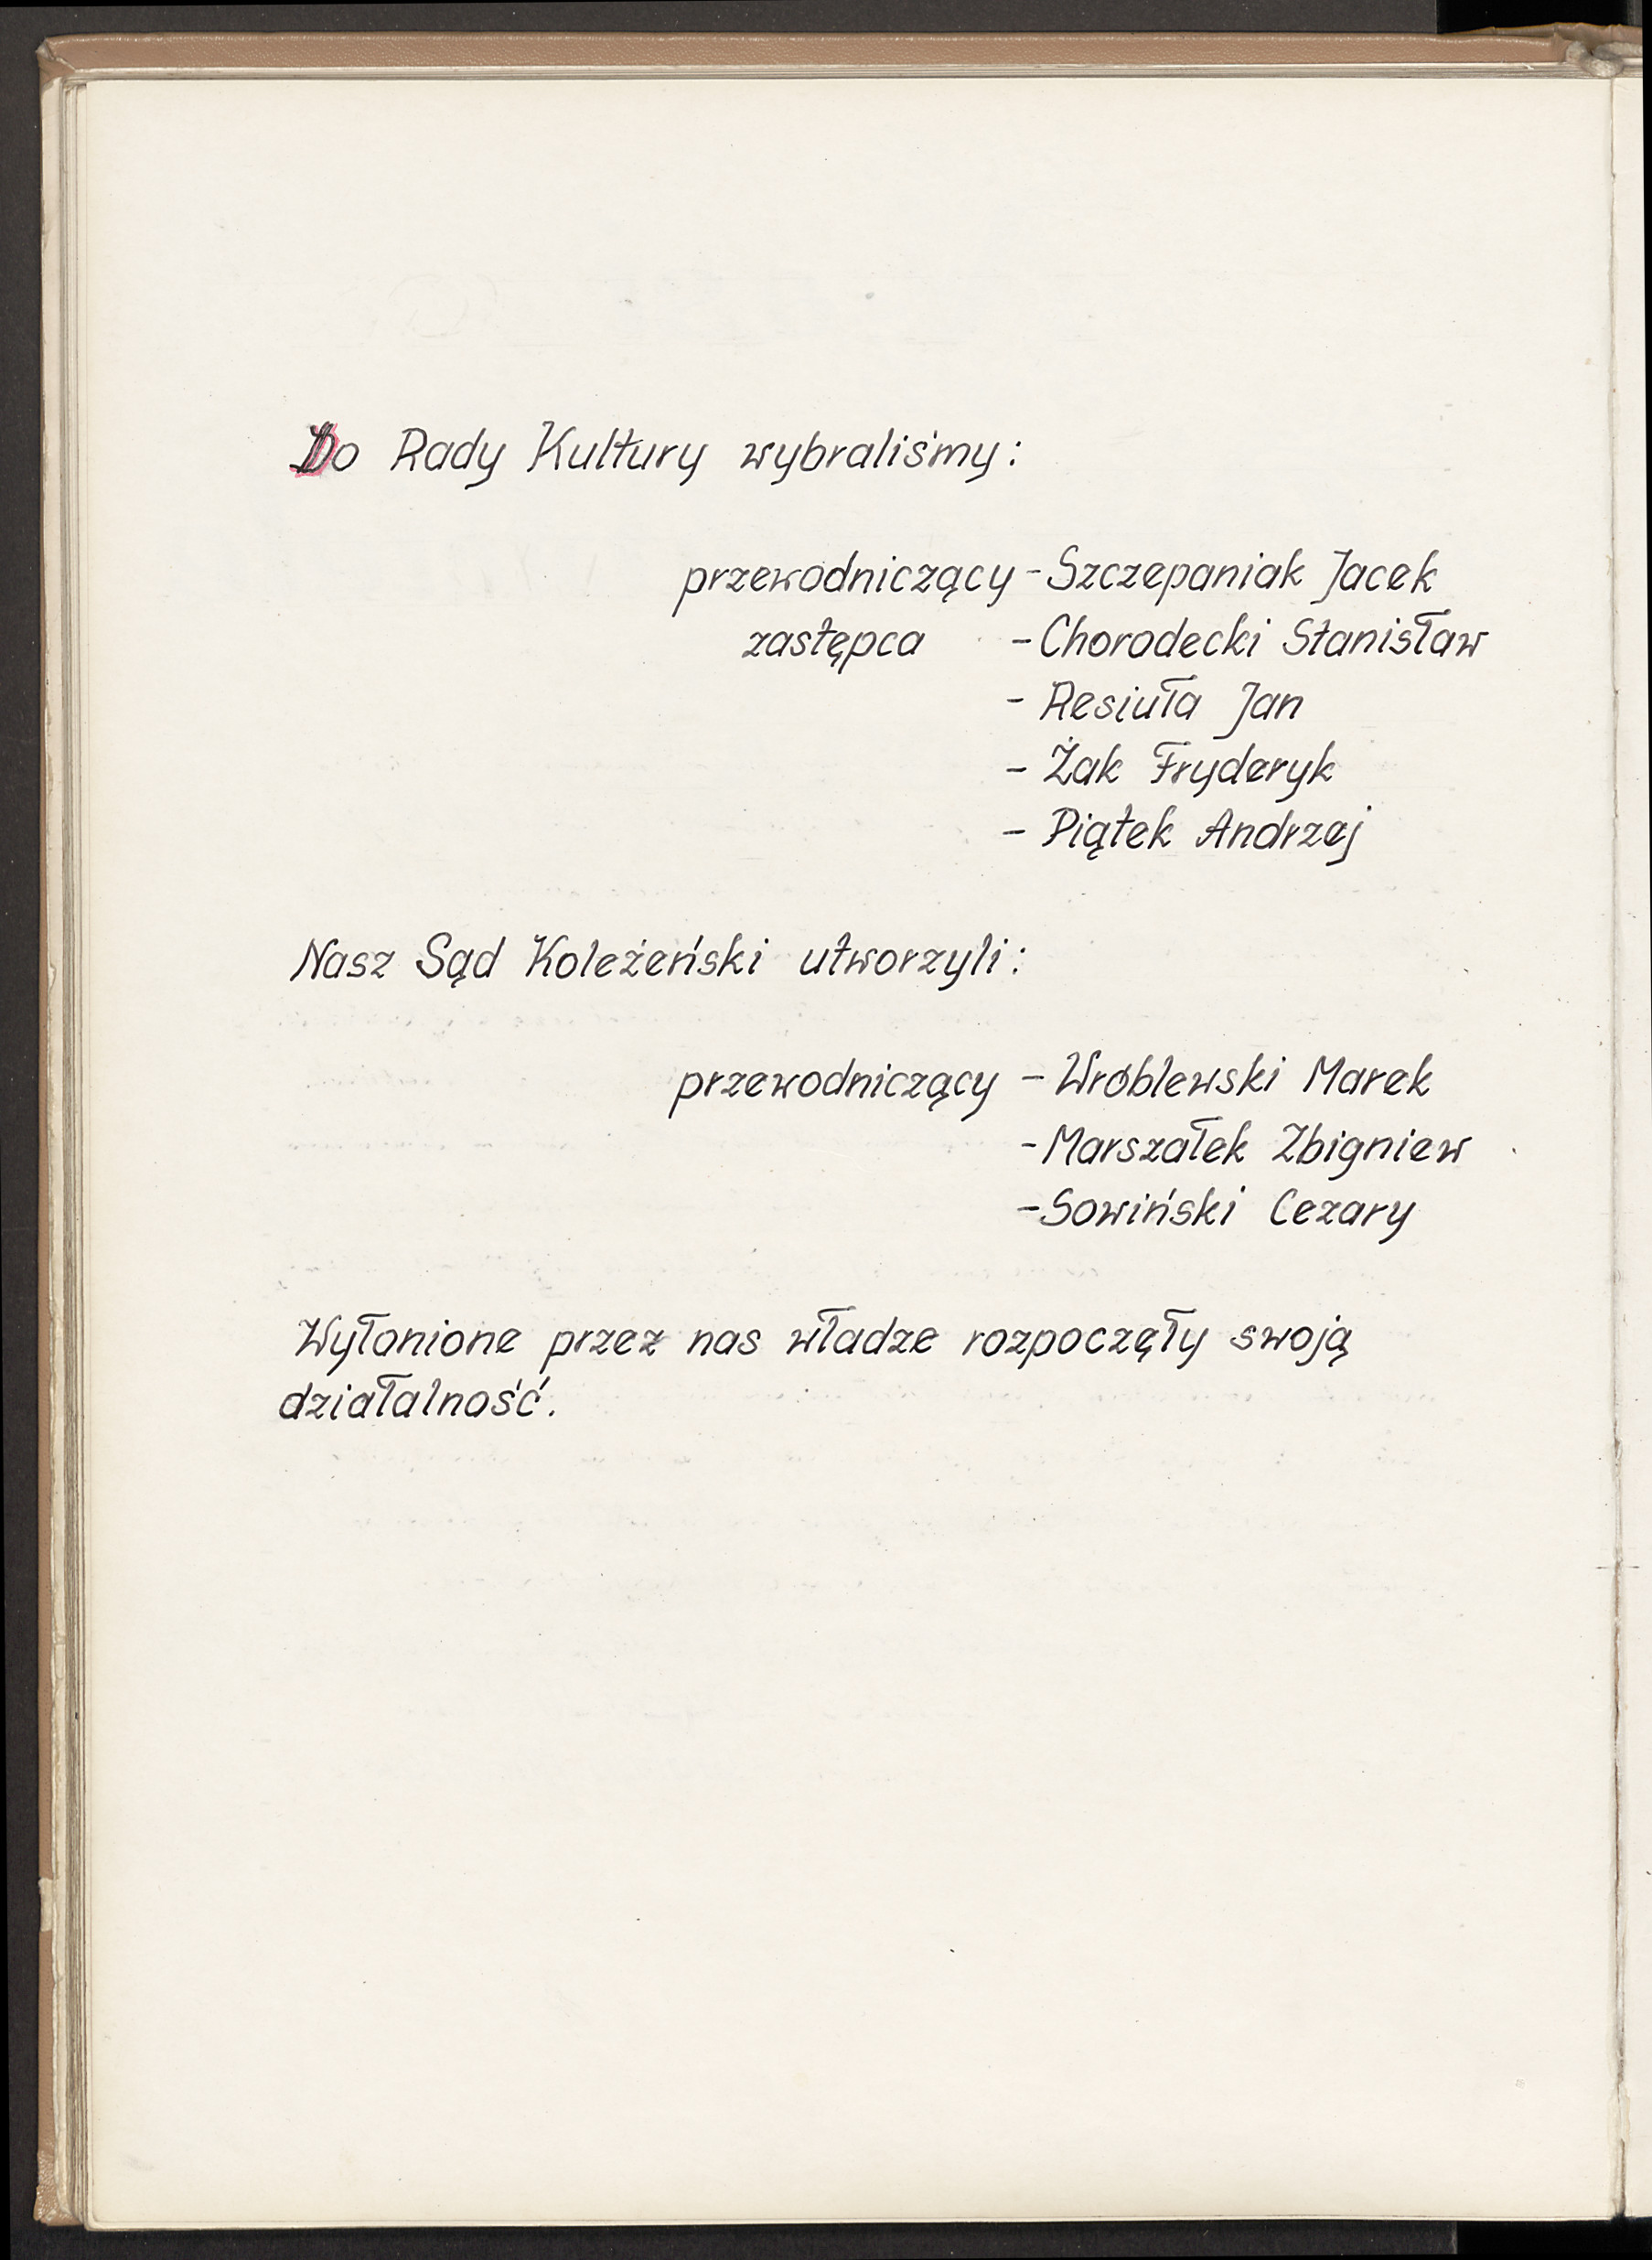 Do Rady Kultury wybraliśmy:
przewodniczący - Szczepaniak Jacek
zastępca - Chorodecki Stanisław
- Resiuła Jan
- Żak Fryderyk
- Piątek Andrzej
Nasz Sąd Koleżeński utworzyli:
przewodniczący - Wróblewski Marek
- Marszałek Zbigniew
- Sowiński Cezary
Wyłonione przez nas władze rozpoczęły swoją
działalność.